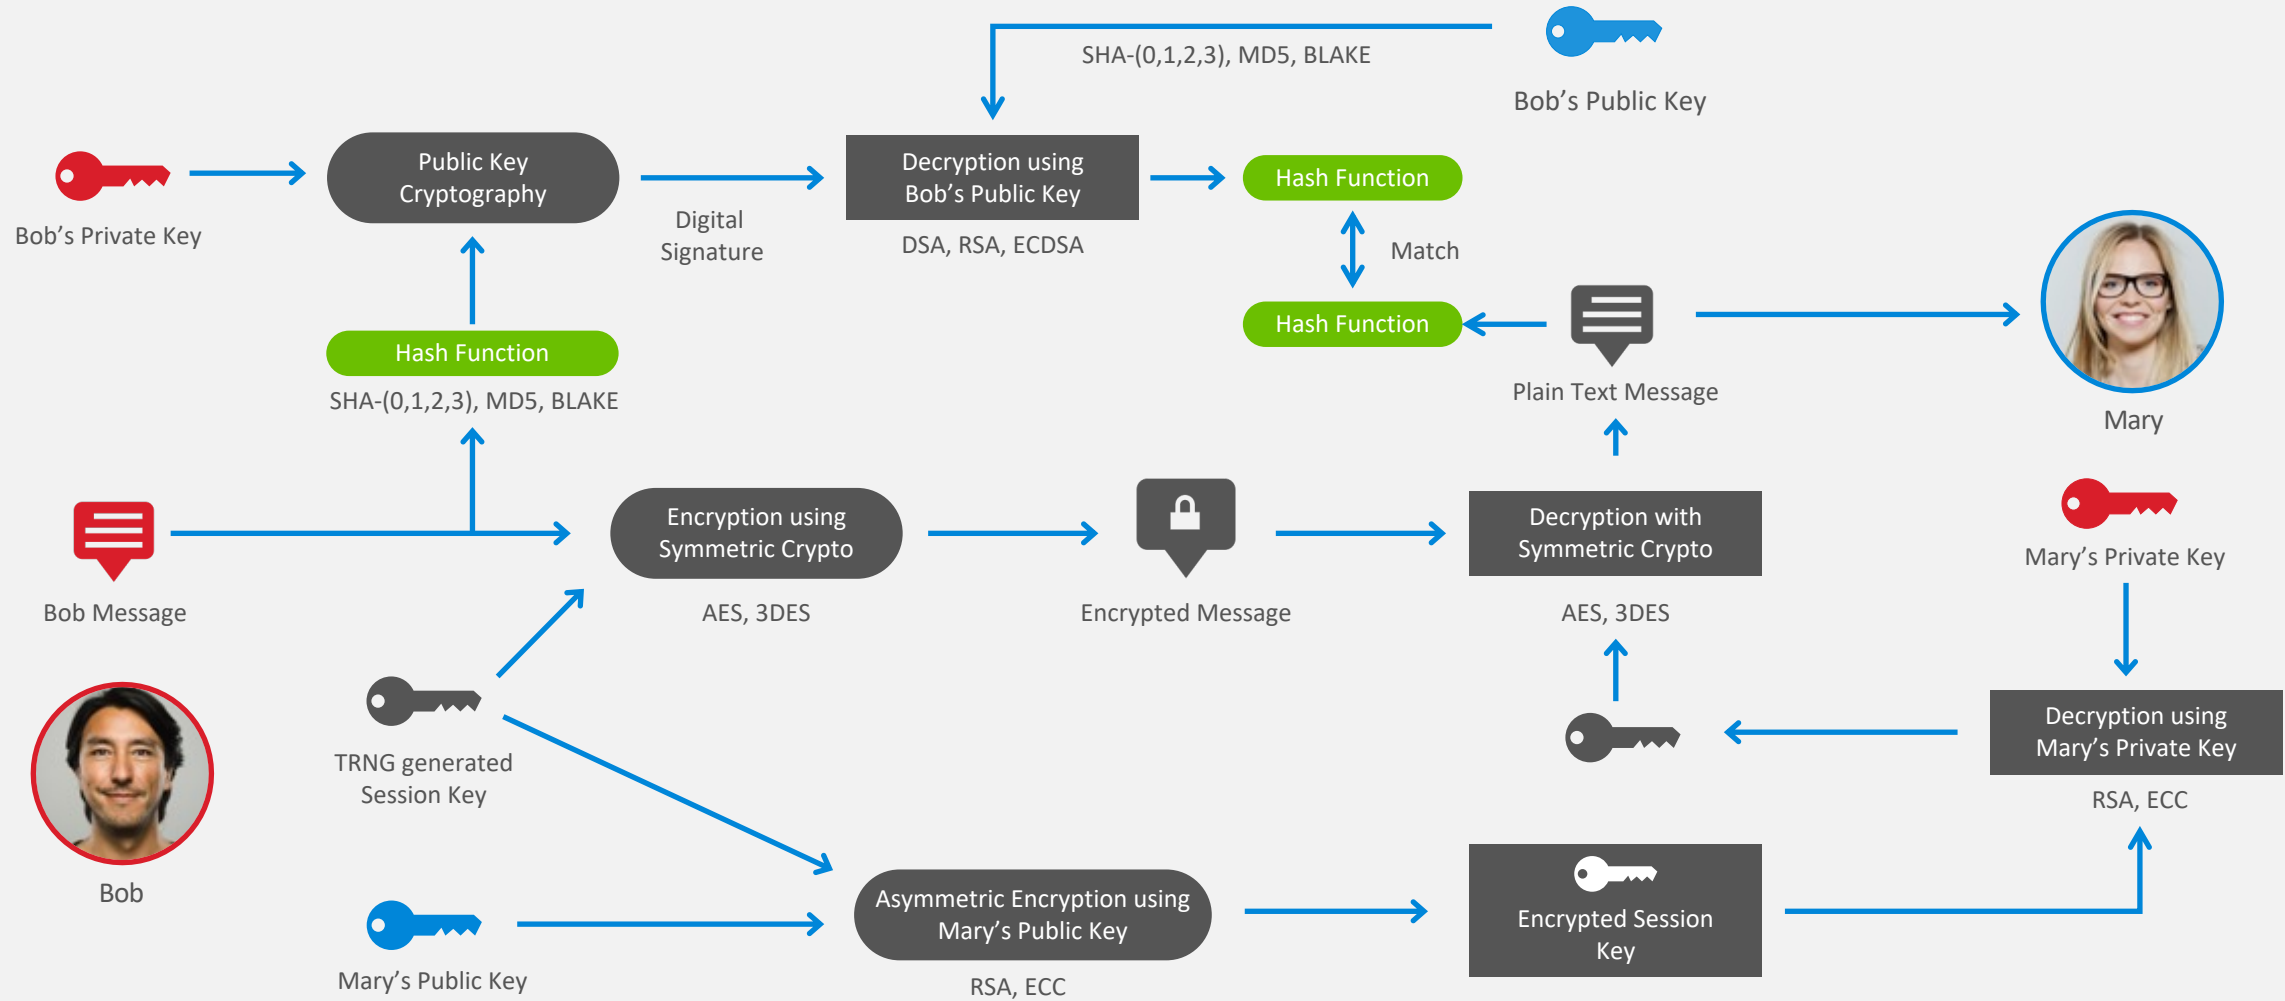 SHA-(0,1,2,3), MD5, BLAKE
Bob's Public Key
Public Key
Cryptography
Decryption using
Bob's Public Key
Hash Function
Bob's Private Key
Digital
Signature
DSA, RSA, ECDSA
Match
Hash Function
Hash Function
SHA-(0,1,2,3), MD5, BLAKE
Plain Text Message
Mary
Encryption using
Symmetric Crypto
Decryption with
Symmetric Crypto
Mary's Private Key
Bob Message
AES, 3DES
Encrypted Message
AES, 3DES
TRNG generated
Session Key
Decryption using
Mary's Private Key
RSA, ECC
Bob
Asymmetric Encryption using
Mary's Public Key
Encrypted Session
Key
Mary's Public Key
RSA, ECC